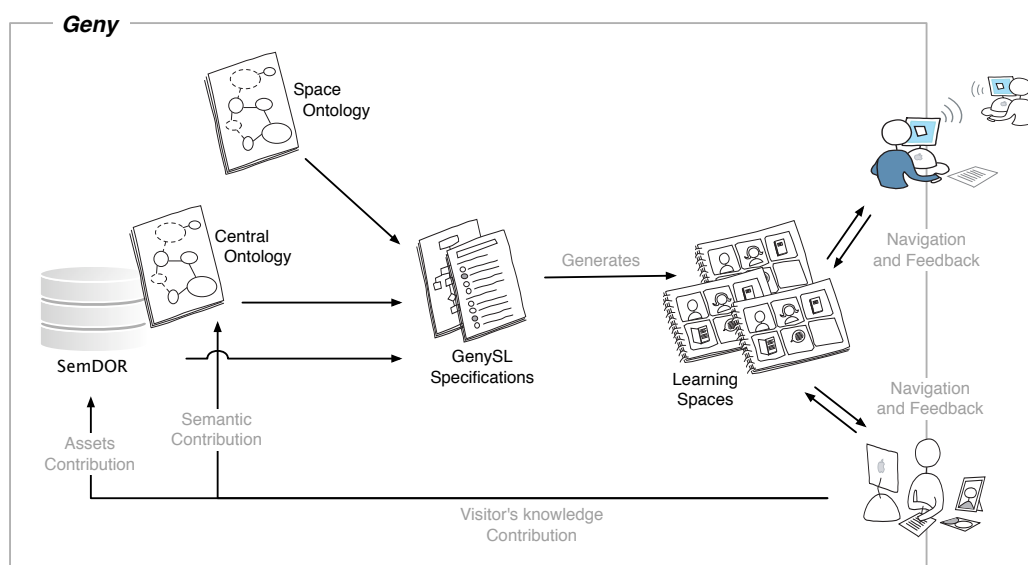 Geny
Space
Ontology
Central
Ontology
SemDOR
GenySL
Specifications
Generates
Learning
Spaces
Navigation
and Feedback
Navigation
and Feedback
Semantic
Contribution
Assets
Contribution
Visitor's knowledge
Contribution